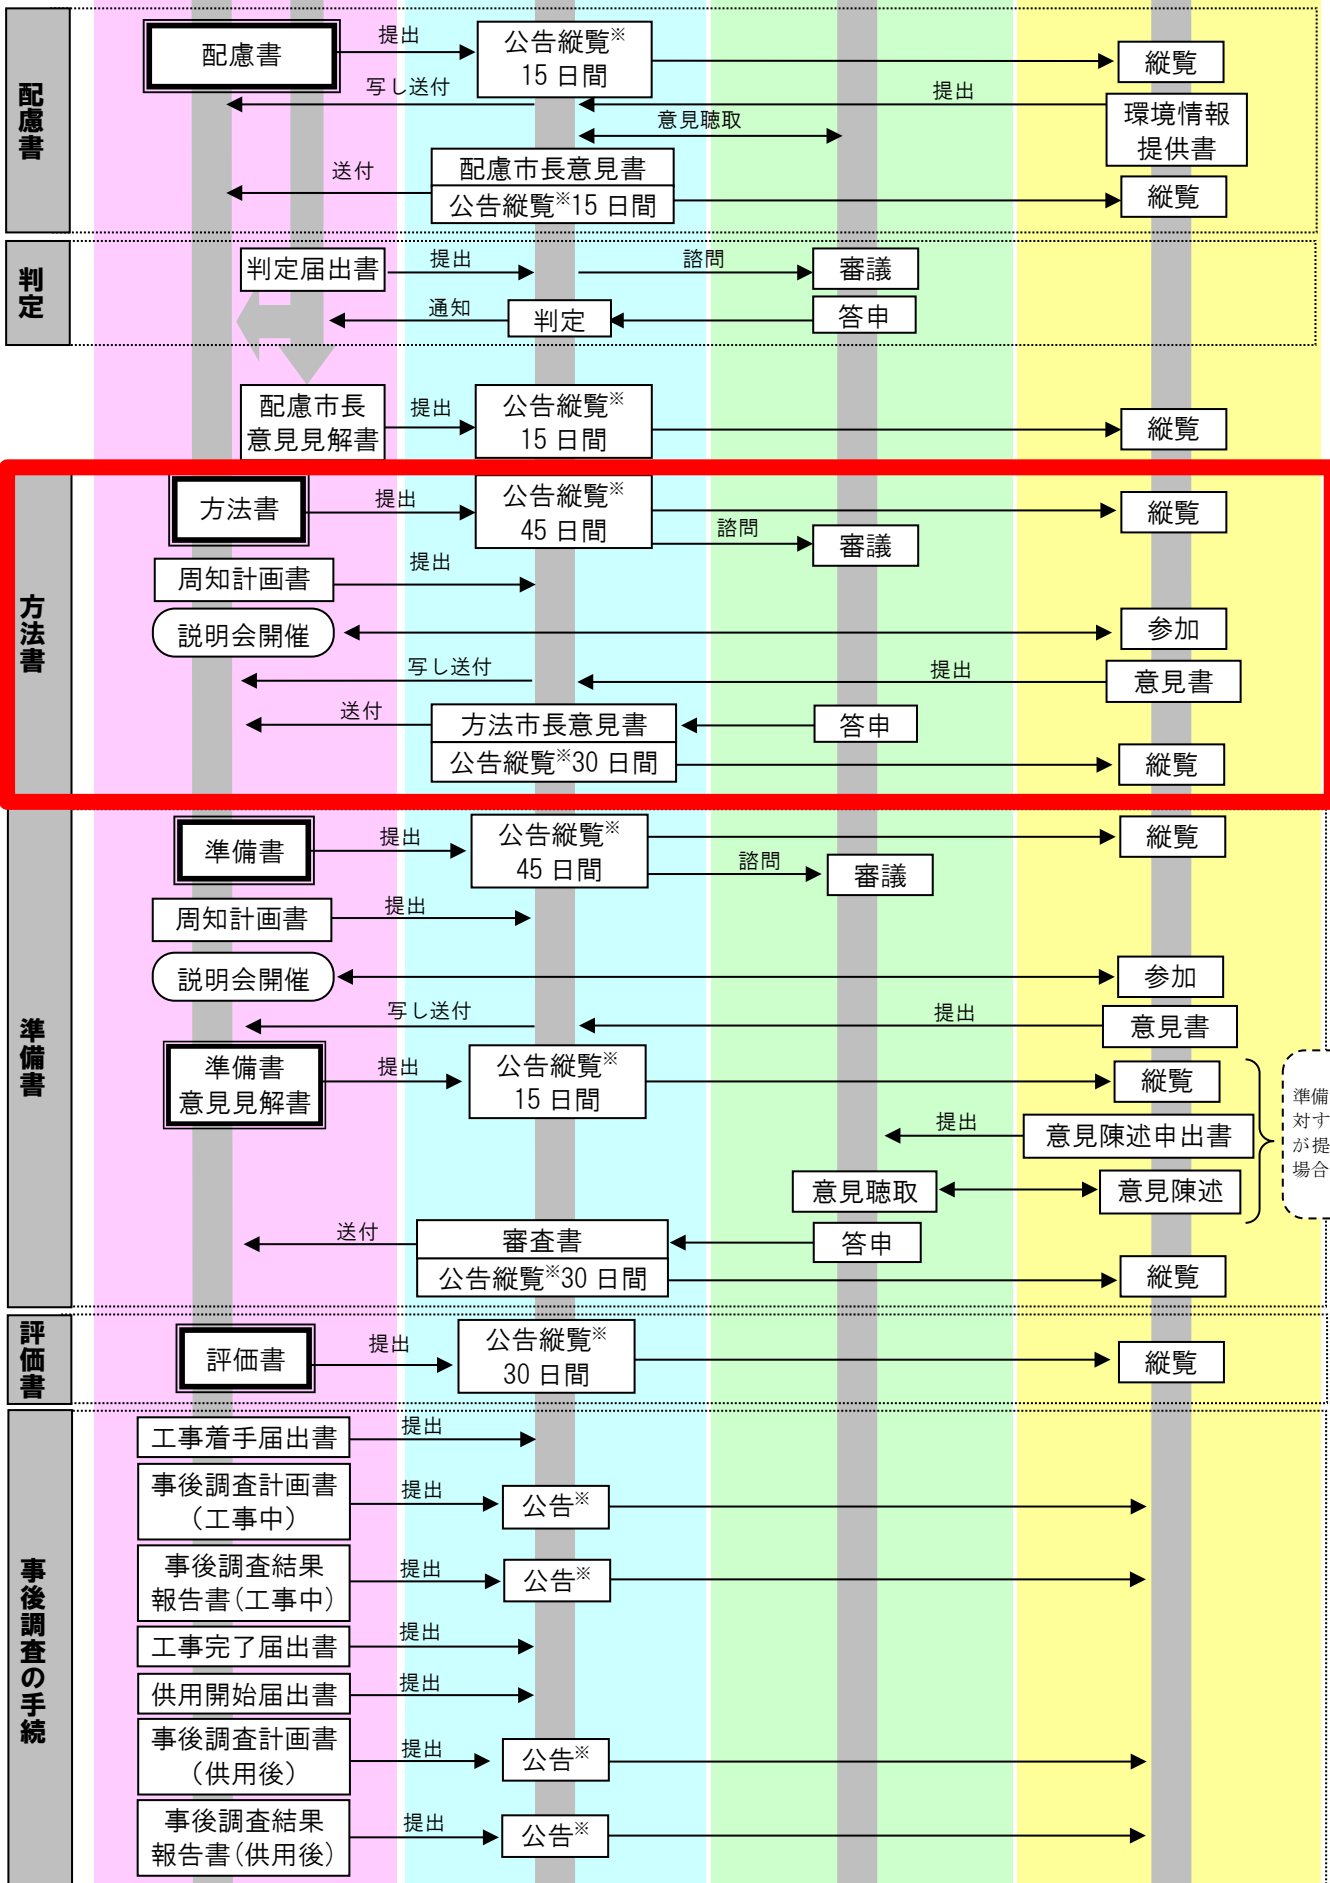 配慮書
配慮書
提出
公告縦覧※
15日間
縦覧
写し送付
提出
環境情報
提供書
意見聴取
送付
配慮市長意見書
公告縦覧※15日間
縦覧
判定
判定届出書
提出
諮問
審議
通知
判定
答申
配慮市長
意見見解書
提出
公告縦覧※
15日間
縦覧
方法書
方法書
提出
公告縦覧※
45日間
縦覧
諮問
審議
周知計画書
提出
説明会開催
参加
写し送付
提出
意見書
送付
方法市長意見書
答申
公告縦覧※30日間
縦覧
準備書
準備書
提出
公告縦覧※
45日間
縦覧
諮問
審議
周知計画書
提出
説明会開催
参加
写し送付
提出
意見書
準備書
意見見解書
提出
公告縦覧※
15日間
縦覧
提出
意見陳述申出書
意見聴取
意見陳述
準備
対す
が提
場合
送付
審査書
答申
公告縦覧※30日間
縦覧
評価書
評価書
提出
公告縦覧※
30日間
縦覧
事後調査の手続
工事着手届出書
提出
事後調査計画書
（工事中）
提出
公告※
事後調査結果
報告書(工事中)
提出
公告※
工事完了届出書
提出
供用開始届出書
提出
事後調査計画書
（供用後）
提出
公告※
事後調査結果
報告書(供用後)
提出
公告※